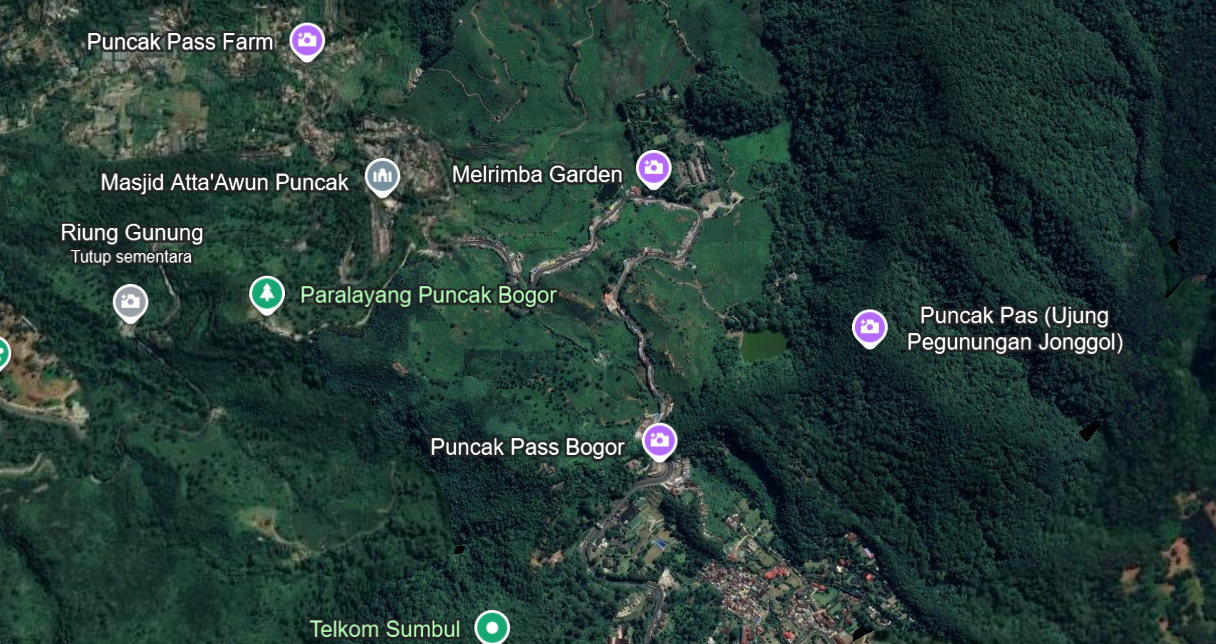 Puncak Pass Farm
Masjid Atta'Awun Puncak
Melrimba Garden
Riung Gunung
Tutup sementara
Paralayang Puncak Bogor
Puncak Pas (Ujung
Pegunungan Jonggol)
Puncak Pass Bogor
Telkom Sumbul